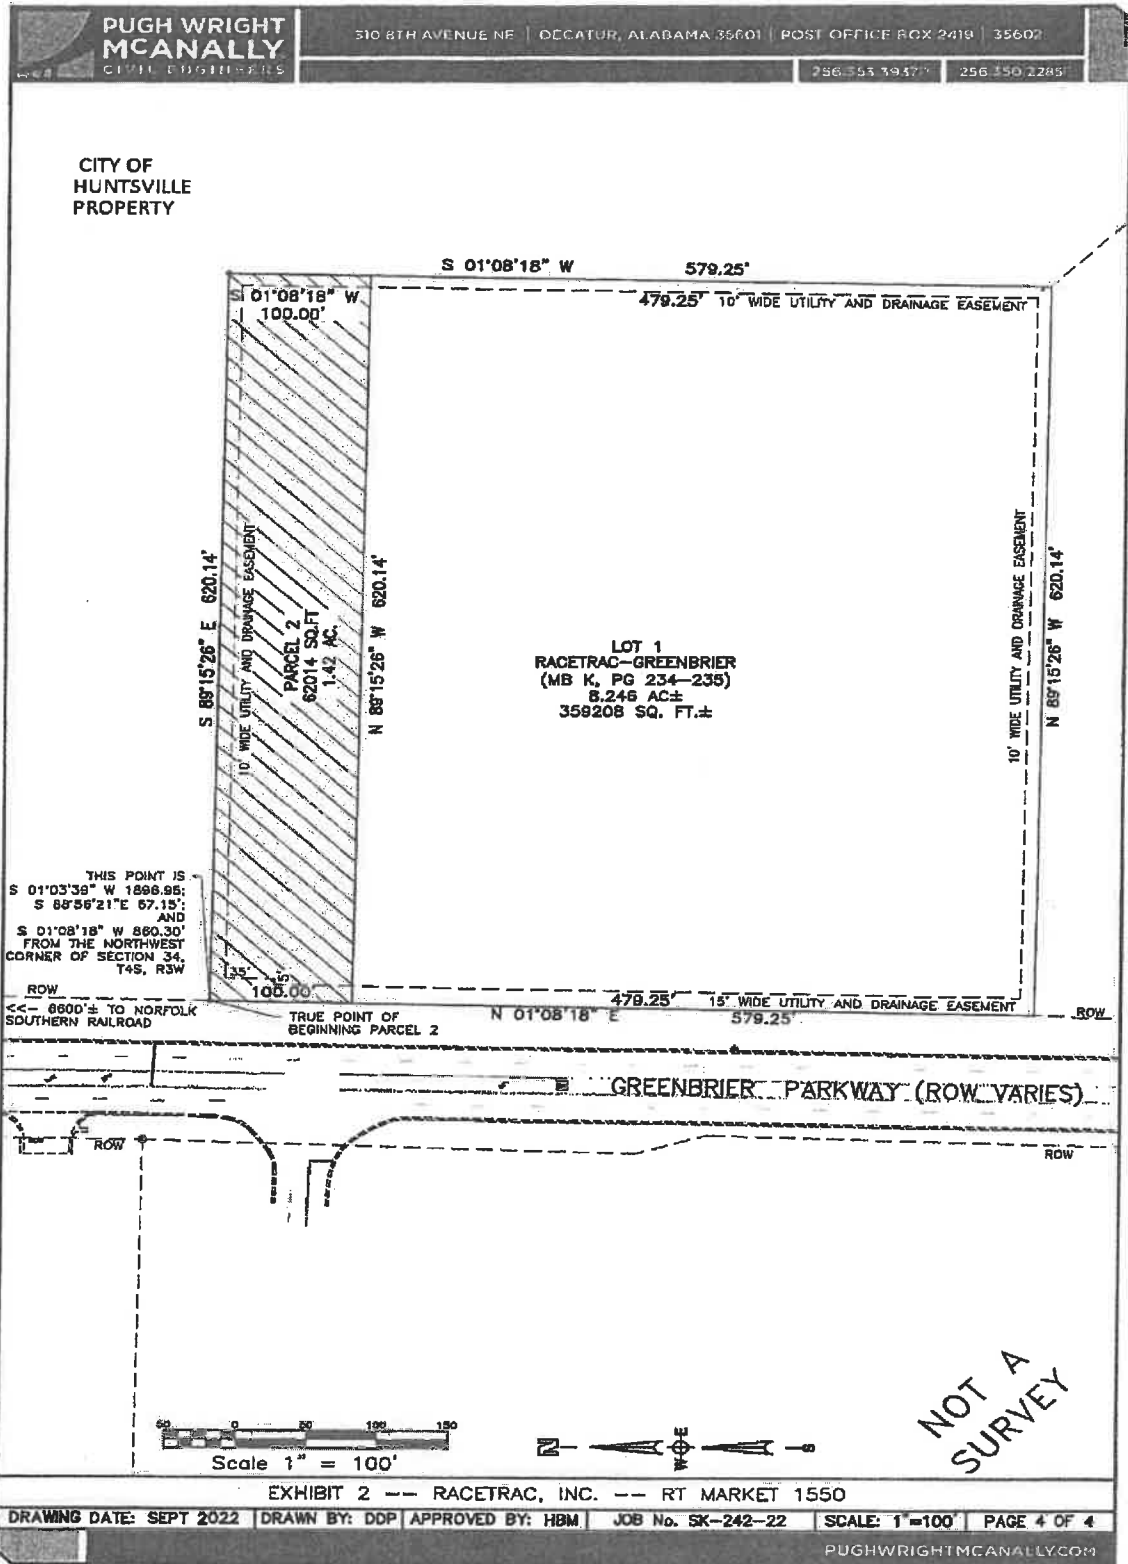 PUGH WRIGHT
MCANALLY
CIVIL ENGINEERS
310 8TH AVENUE NE | DECATUR, ALABAMA 35601 | POST OFFICE BOX 2419 | 35602
256.353.3937
256.350.2285
CITY OF
HUNTSVILLE
PROPERTY
S 01°08'18" W 579.25'
S 01°08'18" W
100.00'
479.25' 10' WIDE UTILITY AND DRAINAGE EASEMENT
S 89°15'26" E 620.14'
10' WIDE UTILITY AND DRAINAGE EASEMENT
PARCEL 2
62014 SQ.FT
1.42 AC.
N 89°15'26" W 620.14'
LOT 1
RACETRAC-GREENBRIER
(MB K, PG 234-235)
8.246 AC±
359208 SQ. FT.±
10' WIDE UTILITY AND DRAINAGE EASEMENT
N 89°15'26" W 620.14'
THIS POINT IS
S 01°03'39" W 1896.95;
S 88°56'21"E 57.15';
AND
S 01°08'18" W 860.30'
FROM THE NORTHWEST
CORNER OF SECTION 34,
T4S, R3W
35'
15'
100.00'
479.25' 15' WIDE UTILITY AND DRAINAGE EASEMENT
ROW
<<- 6600'± TO NORFOLK
SOUTHERN RAILROAD
TRUE POINT OF
BEGINNING PARCEL 2
N 01°08'18" E 579.25'
ROW
GREENBRIER PARKWAY (ROW VARIES)
ROW
ROW
NOT A
SURVEY
50 0 50 100 150
Scale 1" = 100'
N E W S
EXHIBIT 2 -- RACETRAC, INC. -- RT MARKET 1550
DRAWING DATE: SEPT 2022 | DRAWN BY: DDP | APPROVED BY: HBM | JOB No. SK-242-22 | SCALE: 1"=100' | PAGE 4 OF 4
PUGHWRIGHTMCANALLY.COM